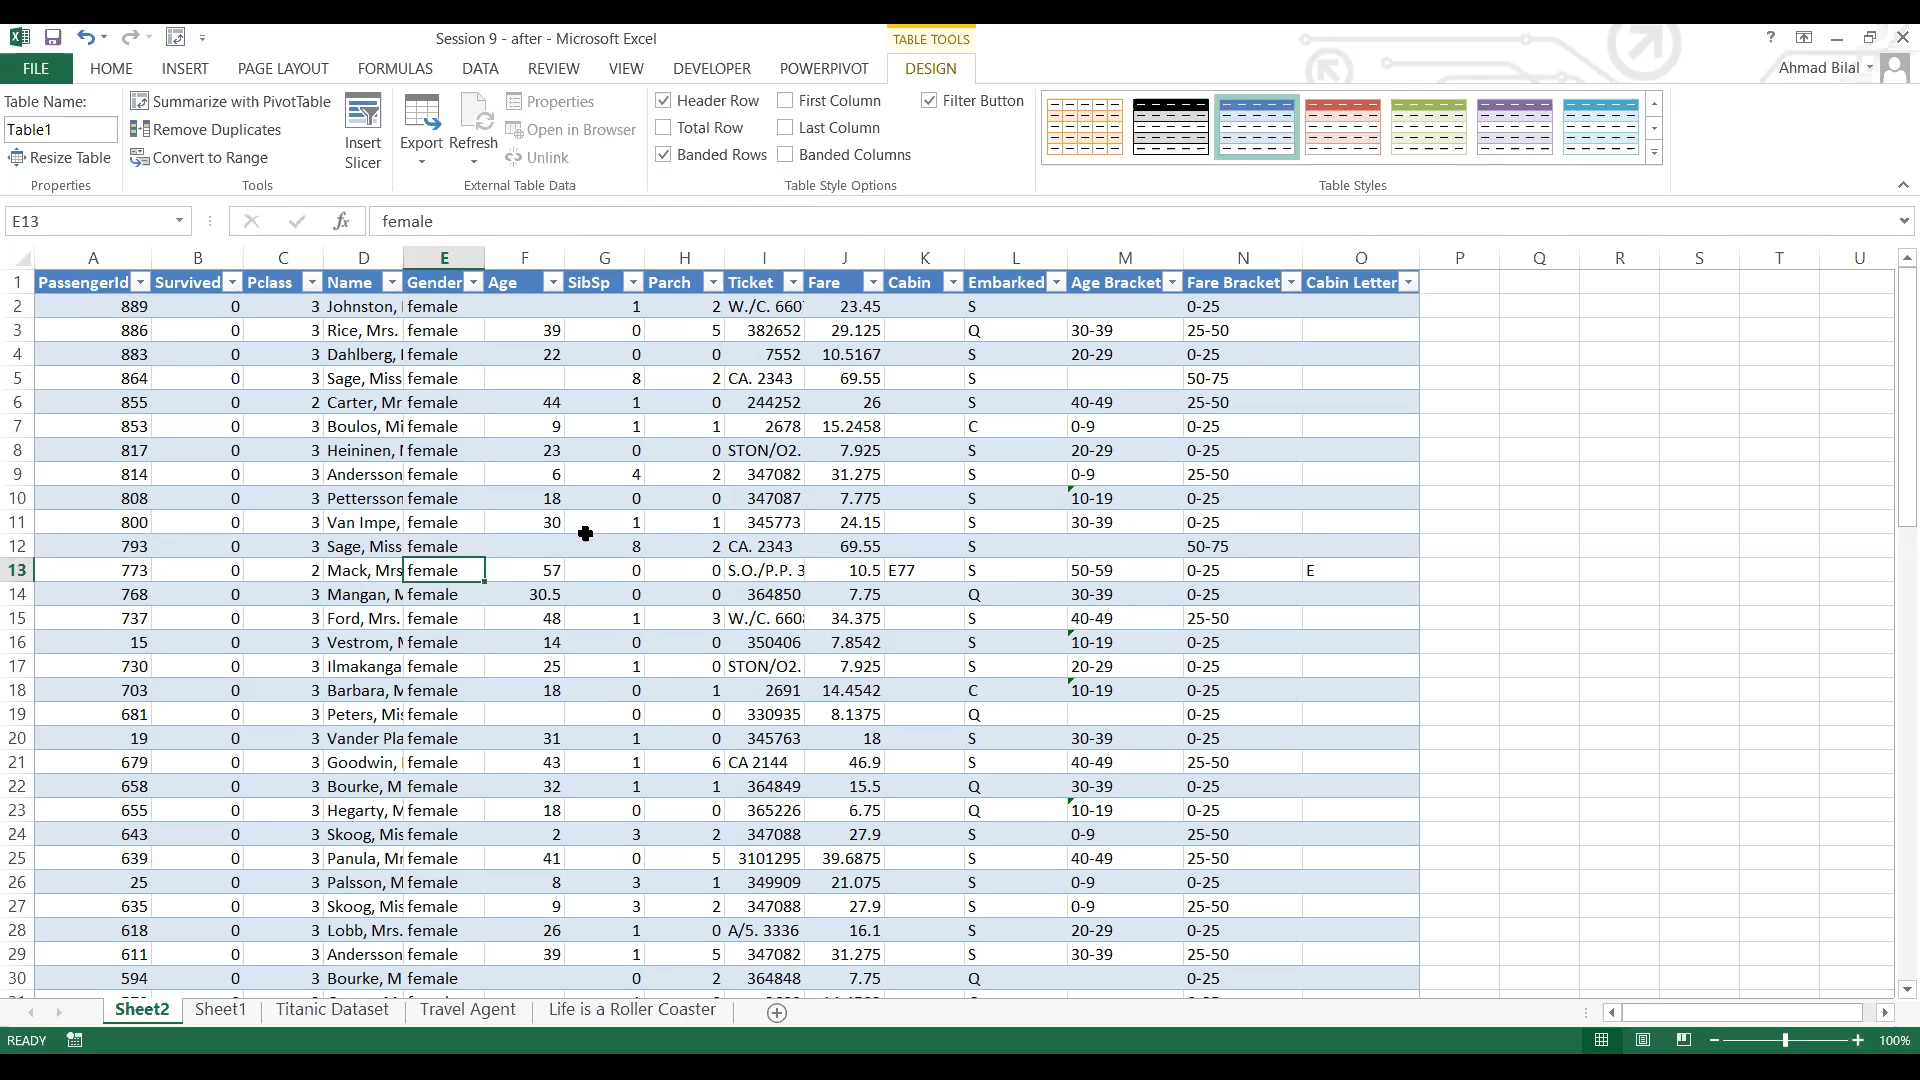 Session 9 - after - Microsoft Excel
TABLE TOOLS
?
FILE HOME INSERT PAGE LAYOUT FORMULAS DATA REVIEW VIEW DEVELOPER POWERPIVOT DESIGN Ahmad Bilal
Table Name:
Table1
Resize Table
Properties
Summarize with PivotTable
Remove Duplicates
Convert to Range
Tools
Insert
Slicer
Export
Refresh
Properties
Open in Browser
Unlink
External Table Data
Header Row First Column Filter Button
Total Row Last Column
Banded Rows Banded Columns
Table Style Options
Table Styles
E13 fx female
A B C D E F G H I J K L M N O P Q R S T U
1 PassengerId Survived Pclass Name Gender Age SibSp Parch Ticket Fare Cabin Embarked Age Bracket Fare Bracket Cabin Letter
2 889 0 3 Johnston, female 1 2 W./C. 660 23.45 S 0-25
3 886 0 3 Rice, Mrs. female 39 0 5 382652 29.125 Q 30-39 25-50
4 883 0 3 Dahlberg, female 22 0 0 7552 10.5167 S 20-29 0-25
5 864 0 3 Sage, Miss female 8 2 CA. 2343 69.55 S 50-75
6 855 0 2 Carter, Mr female 44 1 0 244252 26 S 40-49 25-50
7 853 0 3 Boulos, Mi female 9 1 1 2678 15.2458 C 0-9 0-25
8 817 0 3 Heininen, female 23 0 0 STON/O2. 7.925 S 20-29 0-25
9 814 0 3 Andersson female 6 4 2 347082 31.275 S 0-9 25-50
10 808 0 3 Pettersson female 18 0 0 347087 7.775 S 10-19 0-25
11 800 0 3 Van Impe, female 30 1 1 345773 24.15 S 30-39 0-25
12 793 0 3 Sage, Miss female 8 2 CA. 2343 69.55 S 50-75
13 773 0 2 Mack, Mrs female 57 0 0 S.O./P.P. 3 10.5 E77 S 50-59 0-25 E
14 768 0 3 Mangan, M female 30.5 0 0 364850 7.75 Q 30-39 0-25
15 737 0 3 Ford, Mrs. female 48 1 3 W./C. 660 34.375 S 40-49 25-50
16 15 0 3 Vestrom, M female 14 0 0 350406 7.8542 S 10-19 0-25
17 730 0 3 Ilmakanga female 25 1 0 STON/O2. 7.925 S 20-29 0-25
18 703 0 3 Barbara, M female 18 0 1 2691 14.4542 C 10-19 0-25
19 681 0 3 Peters, Mis female 0 0 330935 8.1375 Q 0-25
20 19 0 3 Vander Pla female 31 1 0 345763 18 S 30-39 0-25
21 679 0 3 Goodwin, female 43 1 6 CA 2144 46.9 S 40-49 25-50
22 658 0 3 Bourke, M female 32 1 1 364849 15.5 Q 30-39 0-25
23 655 0 3 Hegarty, M female 18 0 0 365226 6.75 Q 10-19 0-25
24 643 0 3 Skoog, Mis female 2 3 2 347088 27.9 S 0-9 25-50
25 639 0 3 Panula, Mr female 41 0 5 3101295 39.6875 S 40-49 25-50
26 25 0 3 Palsson, M female 8 3 1 349909 21.075 S 0-9 0-25
27 635 0 3 Skoog, Mis female 9 3 2 347088 27.9 S 0-9 25-50
28 618 0 3 Lobb, Mrs. female 26 1 0 A/5. 3336 16.1 S 20-29 0-25
29 611 0 3 Andersson female 39 1 5 347082 31.275 S 30-39 25-50
30 594 0 3 Bourke, M female 0 2 364848 7.75 Q 0-25
Sheet2 Sheet1 Titanic Dataset Travel Agent Life is a Roller Coaster
READY 100%